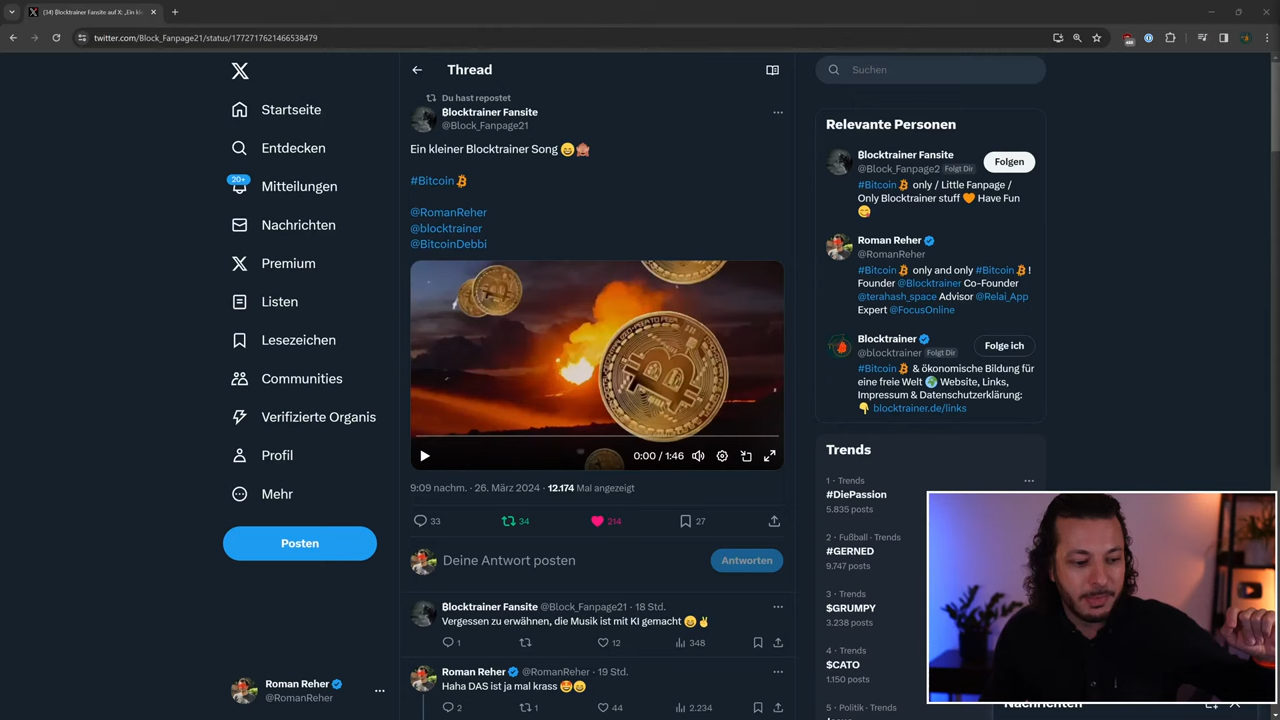 (34) Blocktrainer Fansite auf X: „Ein kl
twitter.com/Block_Fanpage21/status/1772717621466538479
Startseite
Entdecken
20+
Mitteilungen
Nachrichten
Premium
Listen
Lesezeichen
Communities
Verifizierte Organis
Profil
Mehr
Posten
Roman Reher
@RomanReher
Thread
Du hast repostet
Blocktrainer Fansite
@Block_Fanpage21
Ein kleiner Blocktrainer Song 😄🙈
#Bitcoin
@RomanReher
@blocktrainer
@BitcoinDebbi
0:00 / 1:46
9:09 nachm. · 26. März 2024 · 12.174 Mal angezeigt
33 34 214 27
Deine Antwort posten
Antworten
Blocktrainer Fansite @Block_Fanpage21 · 18 Std.
Vergessen zu erwähnen, die Musik ist mit KI gemacht 😄✌️
1 12 348
Roman Reher @RomanReher · 19 Std.
Haha DAS ist ja mal krass 🤩😄
2 1 44 2.234
Suchen
Relevante Personen
Blocktrainer Fansite
@Block_Fanpage2 Folgt Dir
Folgen
#Bitcoin only / Little Fanpage /
Only Blocktrainer stuff 🧡 Have Fun
😋
Roman Reher
@RomanReher
#Bitcoin only and only #Bitcoin !
Founder @Blocktrainer Co-Founder
@terahash_space Advisor @Relai_App
Expert @FocusOnline
Blocktrainer
@blocktrainer Folgt Dir
Folge ich
#Bitcoin & ökonomische Bildung für
eine freie Welt 🌍 Website, Links,
Impressum & Datenschutzerklärung:
👇 blocktrainer.de/links
Trends
1 · Trends
#DiePassion
5.835 posts
2 · Fußball · Trends
#GERNED
9.747 posts
3 · Trends
$GRUMPY
3.238 posts
4 · Trends
$CATO
1.150 posts
5 · Politik · Trends
Nachrichten